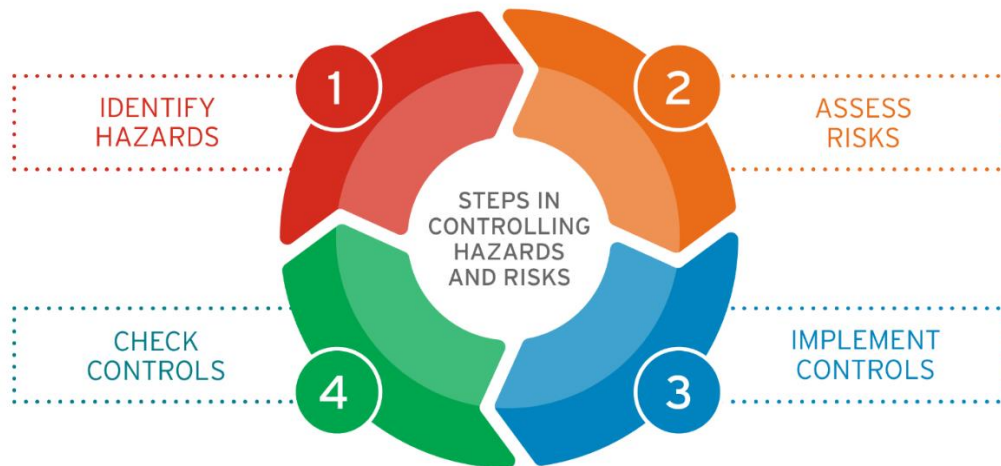 1
IDENTIFY
HAZARDS
2
ASSESS
RISKS
STEPS IN
CONTROLLING
HAZARDS
AND RISKS
3
IMPLEMENT
CONTROLS
4
CHECK
CONTROLS